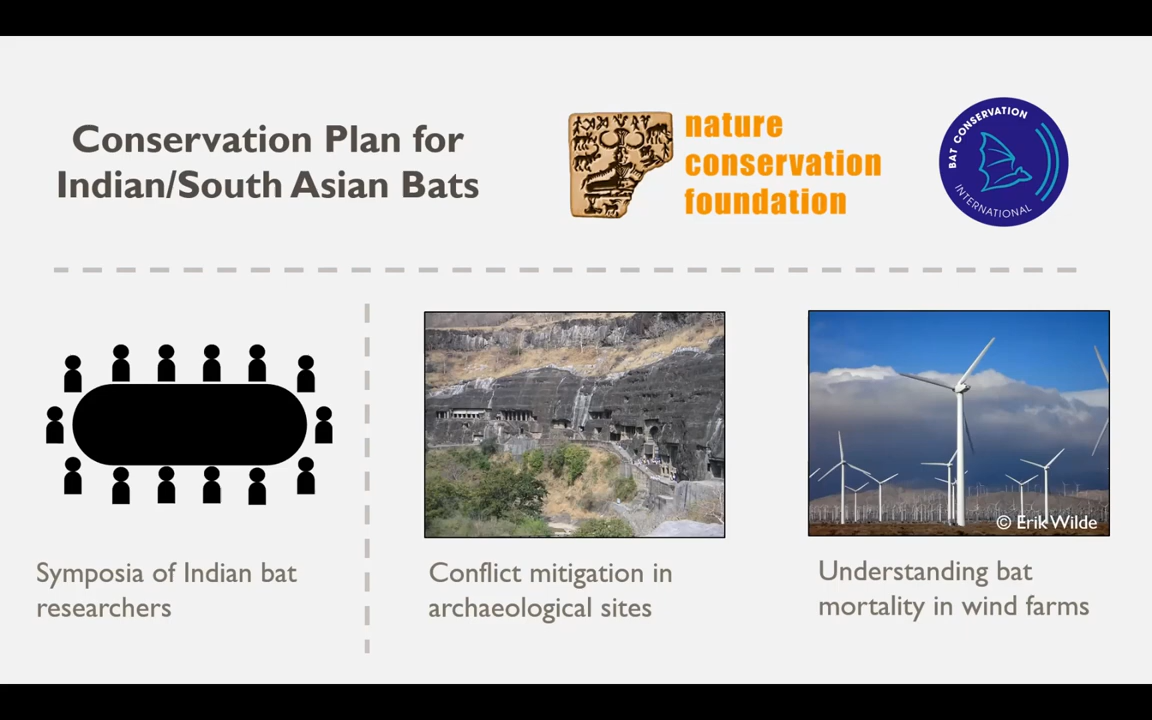 Conservation Plan for
Indian/South Asian Bats
nature
conservation
foundation
BAT CONSERVATION
INTERNATIONAL
© Erik Wilde
Symposia of Indian bat
researchers
Conflict mitigation in
archaeological sites
Understanding bat
mortality in wind farms